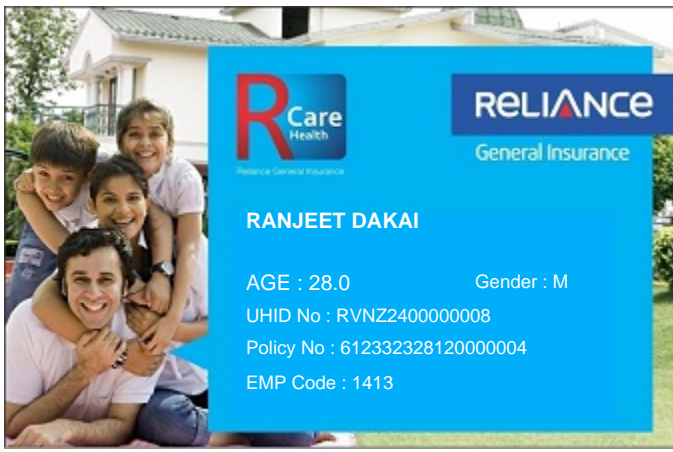 R Care
Health
Reliance General Insurance
RELIANCE
General Insurance
RANJEET DAKAI
AGE : 28.0 Gender : M
UHID No : RVNZ2400000008
Policy No : 612332328120000004
EMP Code : 1413